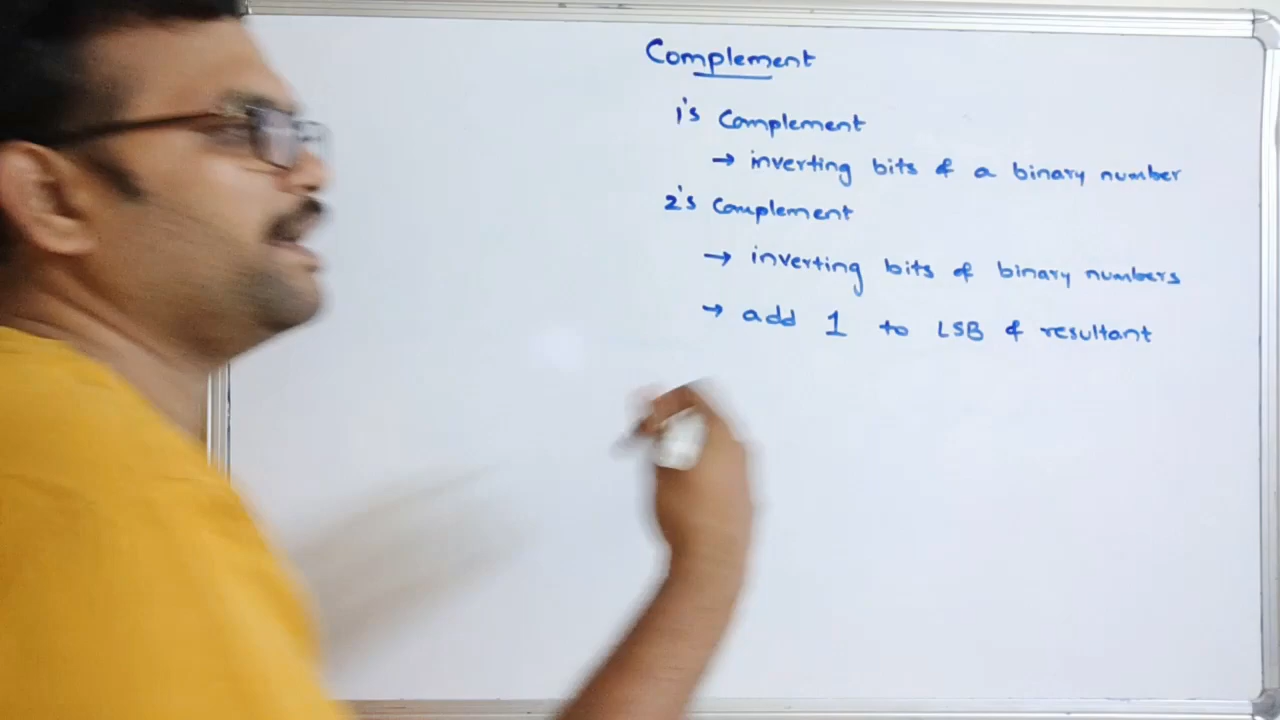 Complement
1's Complement
→ inverting bits of a binary number
2's Complement
→ inverting bits of binary numbers
→ add 1 to LSB of resultant